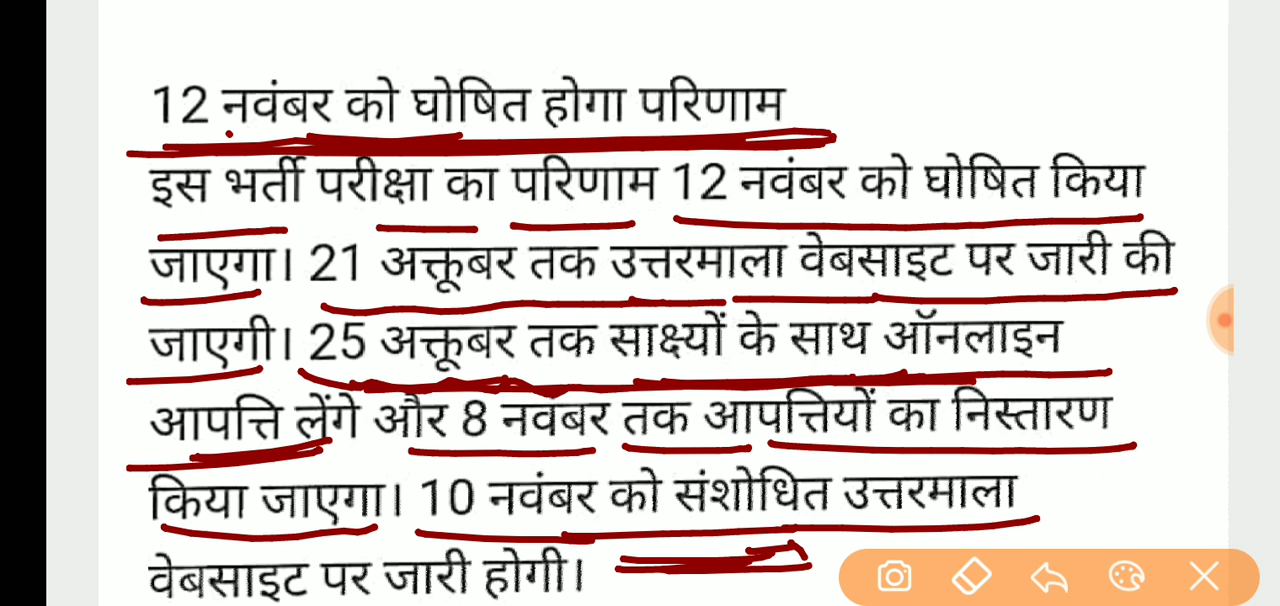 12 नवंबर को घोषित होगा परिणाम
इस भर्ती परीक्षा का परिणाम 12 नवंबर को घोषित किया
जाएगा। 21 अक्तूबर तक उत्तरमाला वेबसाइट पर जारी की
जाएगी। 25 अक्तूबर तक साक्ष्यों के साथ ऑनलाइन
आपत्ति लेंगे और 8 नवंबर तक आपत्तियों का निस्तारण
किया जाएगा। 10 नवंबर को संशोधित उत्तरमाला
वेबसाइट पर जारी होगी।